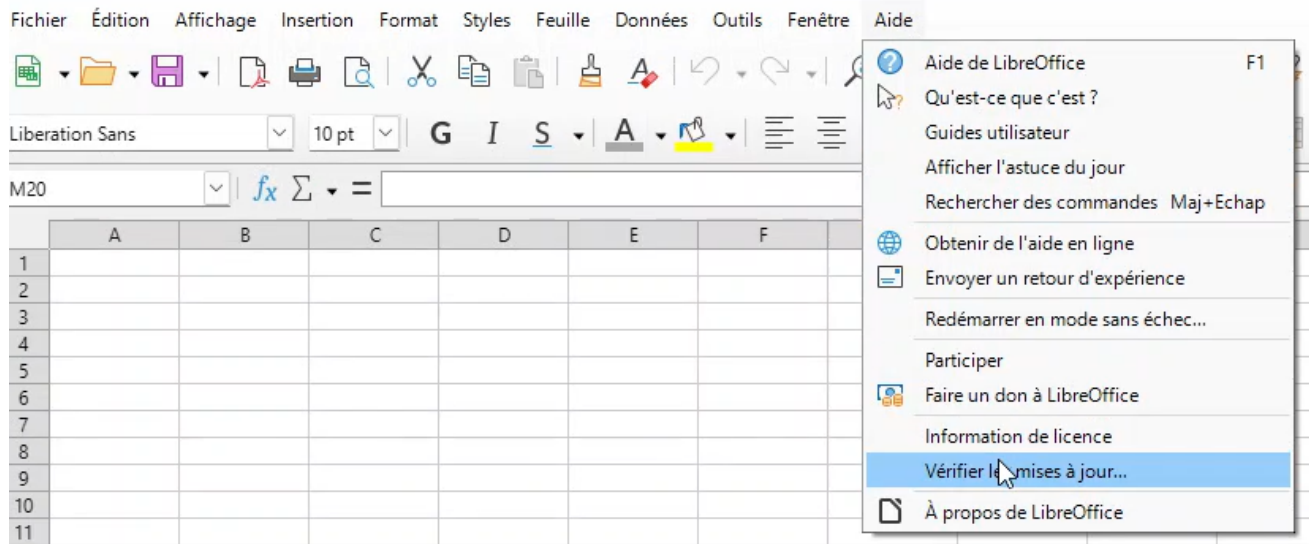 Fichier Édition Affichage Insertion Format Styles Feuille Données Outils Fenêtre Aide
Aide de LibreOffice F1
Qu'est-ce que c'est ?
Guides utilisateur
Afficher l'astuce du jour
Rechercher des commandes Maj+Echap
Obtenir de l'aide en ligne
Envoyer un retour d'expérience
Redémarrer en mode sans échec...
Participer
Faire un don à LibreOffice
Information de licence
Vérifier les mises à jour...
À propos de LibreOffice
Liberation Sans 10 pt G I S A
M20 fx Σ =
A B C D E F
1
2
3
4
5
6
7
8
9
10
11